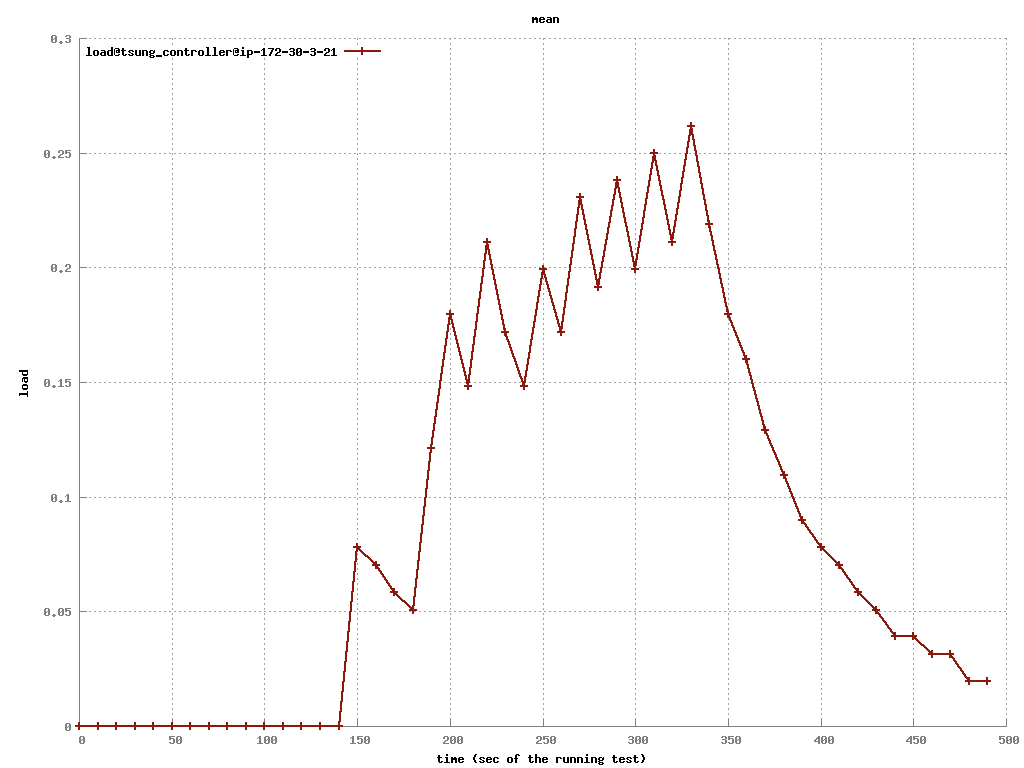 mean
load@tsung_controller@ip-172-30-3-21
0.3
0.25
0.2
0.15
0.1
0.05
0
load
0 50 100 150 200 250 300 350 400 450 500
time (sec of the running test)